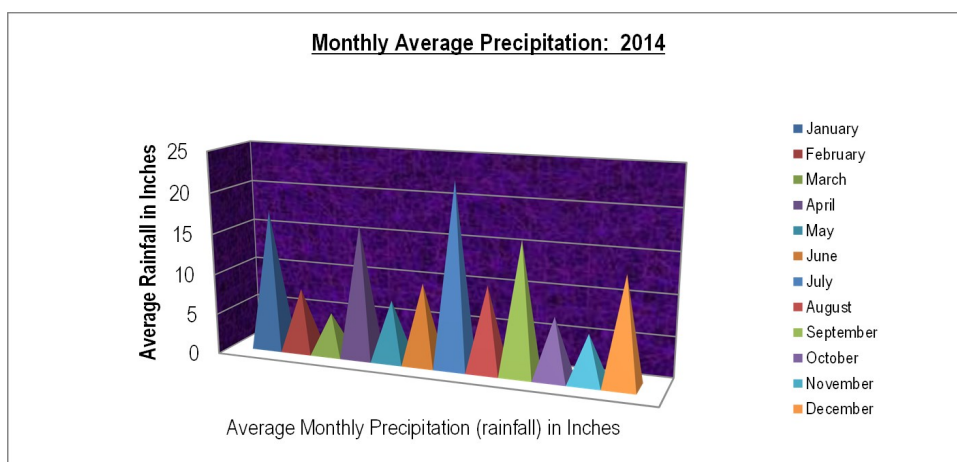 Monthly Average Precipitation:  2014
Average Rainfall in Inches
25
20
15
10
5
0
Average Monthly Precipitation (rainfall) in Inches
January
February
March
April
May
June
July
August
September
October
November
December